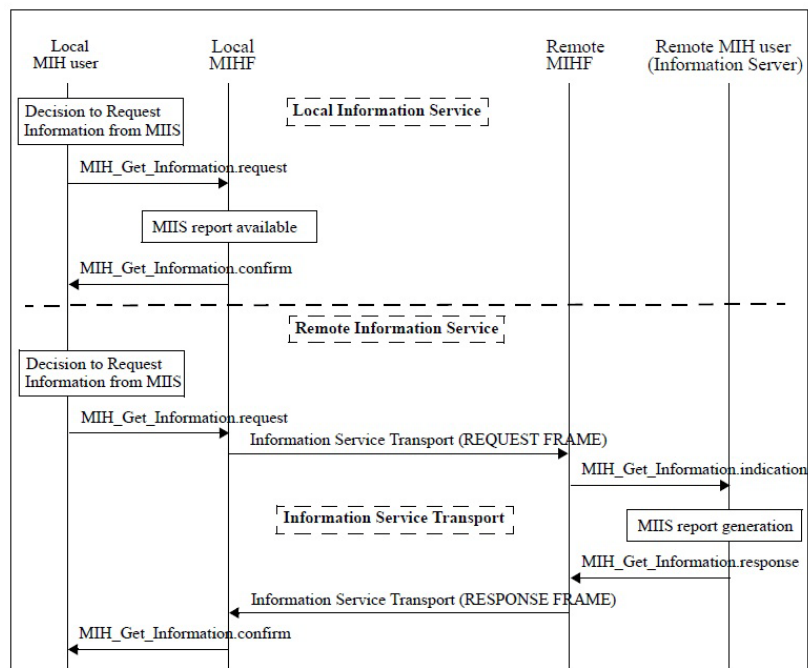 Local
MIH user
Local
MIHF
Remote
MIHF
Remote MIH user
(Information Server)
Decision to Request
Information from MIIS
Local Information Service
MIH_Get_Information.request
MIIS report available
MIH_Get_Information.confirm
Remote Information Service
Decision to Request
Information from MIIS
MIH_Get_Information.request
Information Service Transport (REQUEST FRAME)
MIH_Get_Information.indication
Information Service Transport
MIIS report generation
MIH_Get_Information.response
Information Service Transport (RESPONSE FRAME)
MIH_Get_Information.confirm